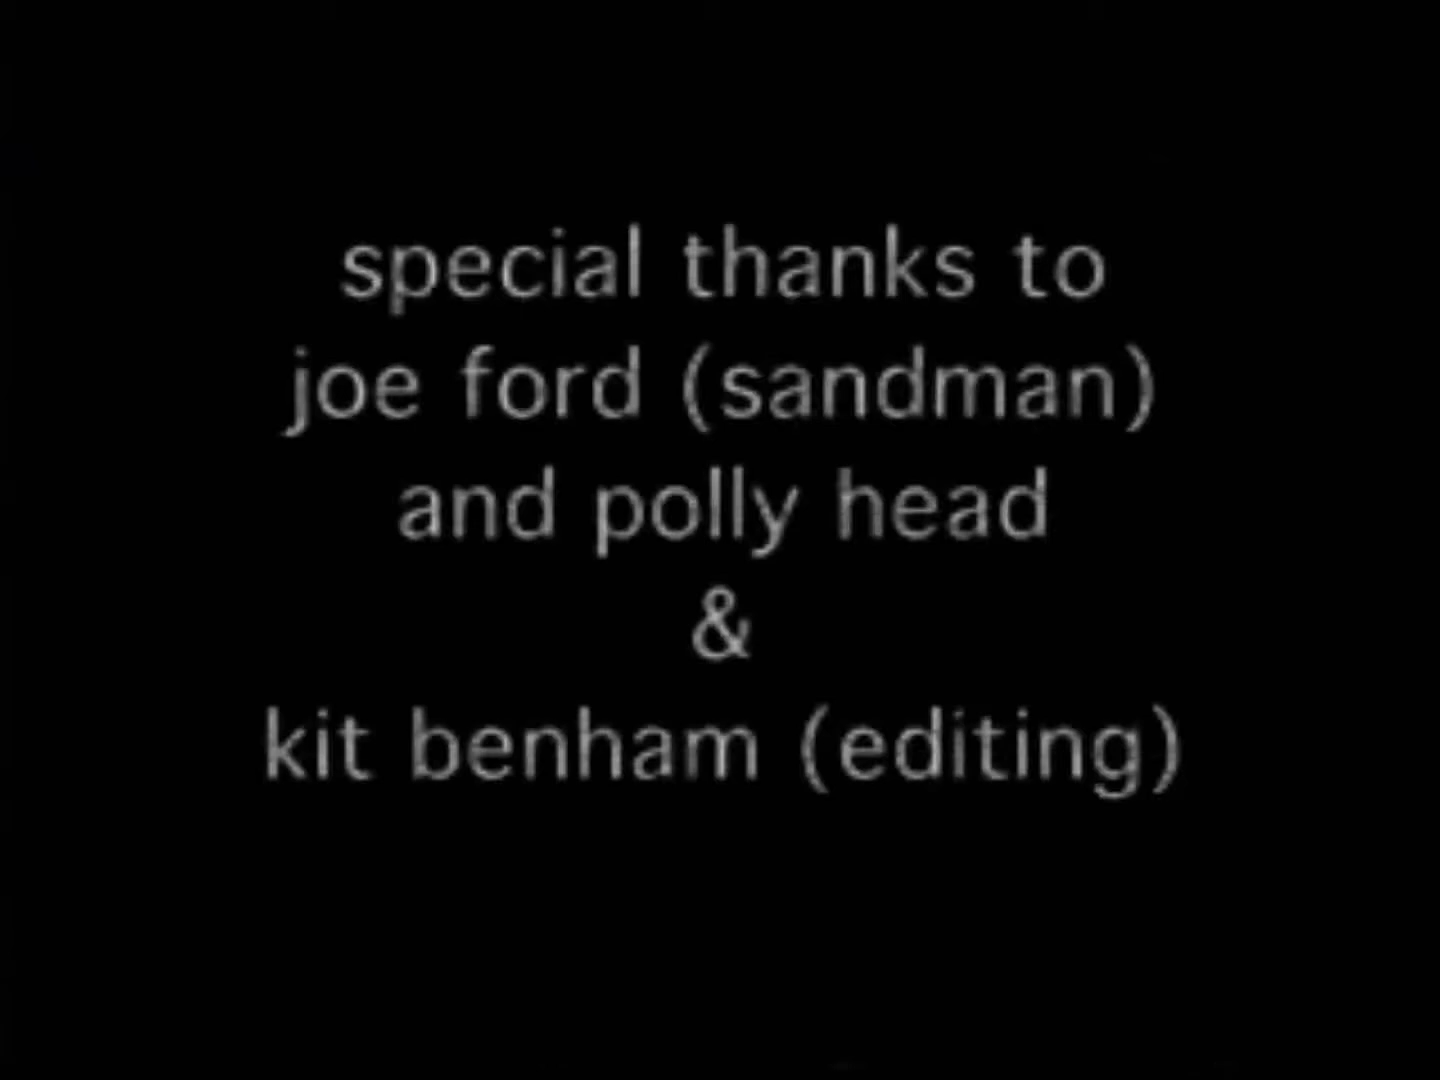 special thanks to
joe ford (sandman)
and polly head
&
kit benham (editing)